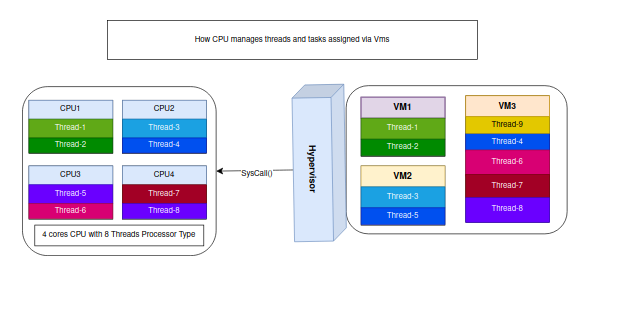 How CPU manages threads and tasks assigned via Vms
CPU1
Thread-1
Thread-2
CPU2
Thread-3
Thread-4
CPU3
Thread-5
Thread-6
CPU4
Thread-7
Thread-8
4 cores CPU with 8 Threads Processor Type
SysCall()
Hypervisor
VM1
Thread-1
Thread-2
VM2
Thread-3
Thread-5
VM3
Thread-9
Thread-4
Thread-6
Thread-7
Thread-8